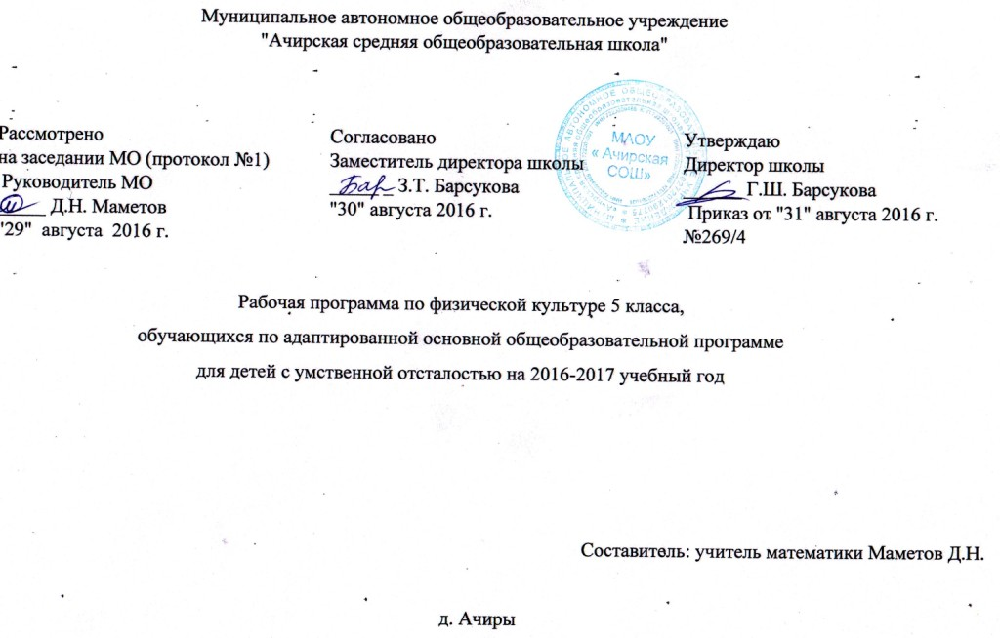 Муниципальное автономное общеобразовательное учреждение
"Ачирская средняя общеобразовательная школа"
Рассмотрено
на заседании МО (протокол №1)
Руководитель МО
Д.Н. Маметов
"29" августа 2016 г.
Согласовано
Заместитель директора школы
Бар З.Т. Барсукова
"30" августа 2016 г.
МАОУ
« Ачирская
СОШ»
Утверждаю
Директор школы
Г.Ш. Барсукова
Приказ от "31" августа 2016 г.
№269/4
Рабочая программа по физической культуре 5 класса,
обучающихся по адаптированной основной общеобразовательной программе
для детей с умственной отсталостью на 2016-2017 учебный год
Составитель: учитель математики Маметов Д.Н.
д. Ачиры